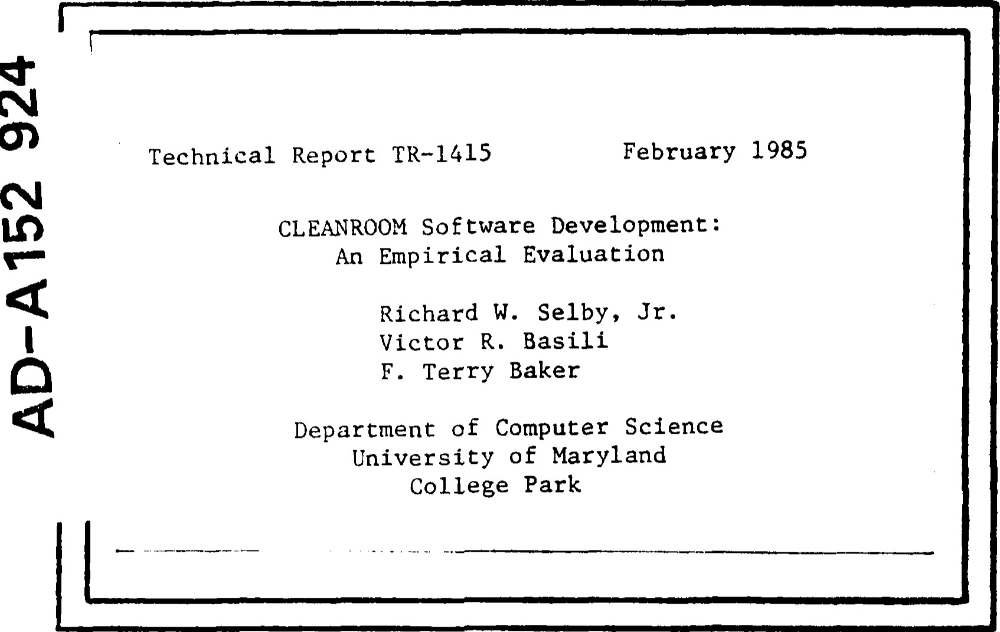 AD-A152 924
Technical Report TR-1415 February 1985
CLEANROOM Software Development:
An Empirical Evaluation
Richard W. Selby, Jr.
Victor R. Basili
F. Terry Baker
Department of Computer Science
University of Maryland
College Park